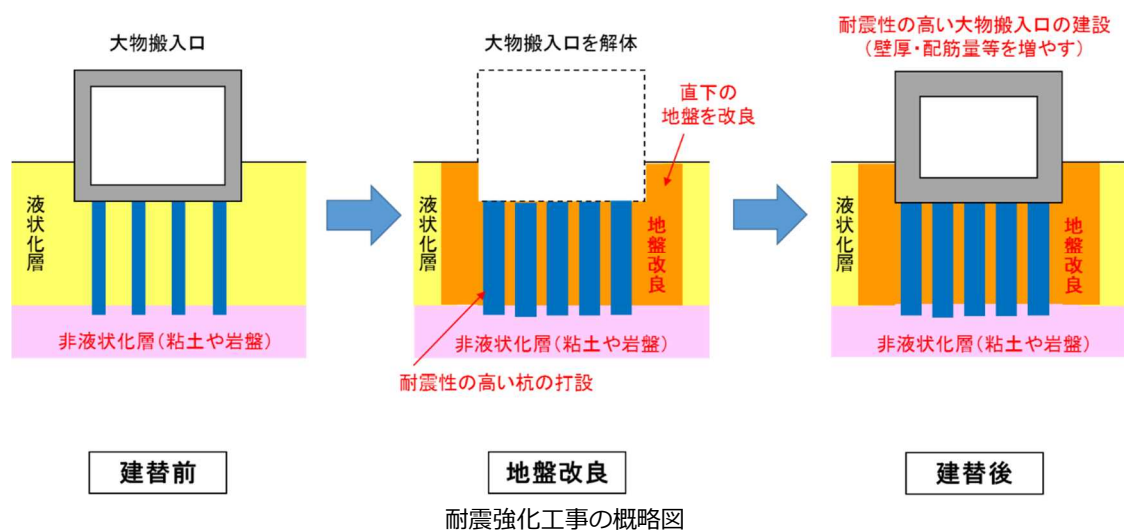 大物搬入口
液状化層
非液状化層(粘土や岩盤)
建替前
大物搬入口を解体
直下の
地盤を改良
地盤改良
非液状化層(粘土や岩盤)
耐震性の高い杭の打設
地盤改良
耐震性の高い大物搬入口の建設
(壁厚・配筋量等を増やす)
液状化層
地盤改良
非液状化層(粘土や岩盤)
建替後
耐震強化工事の概略図